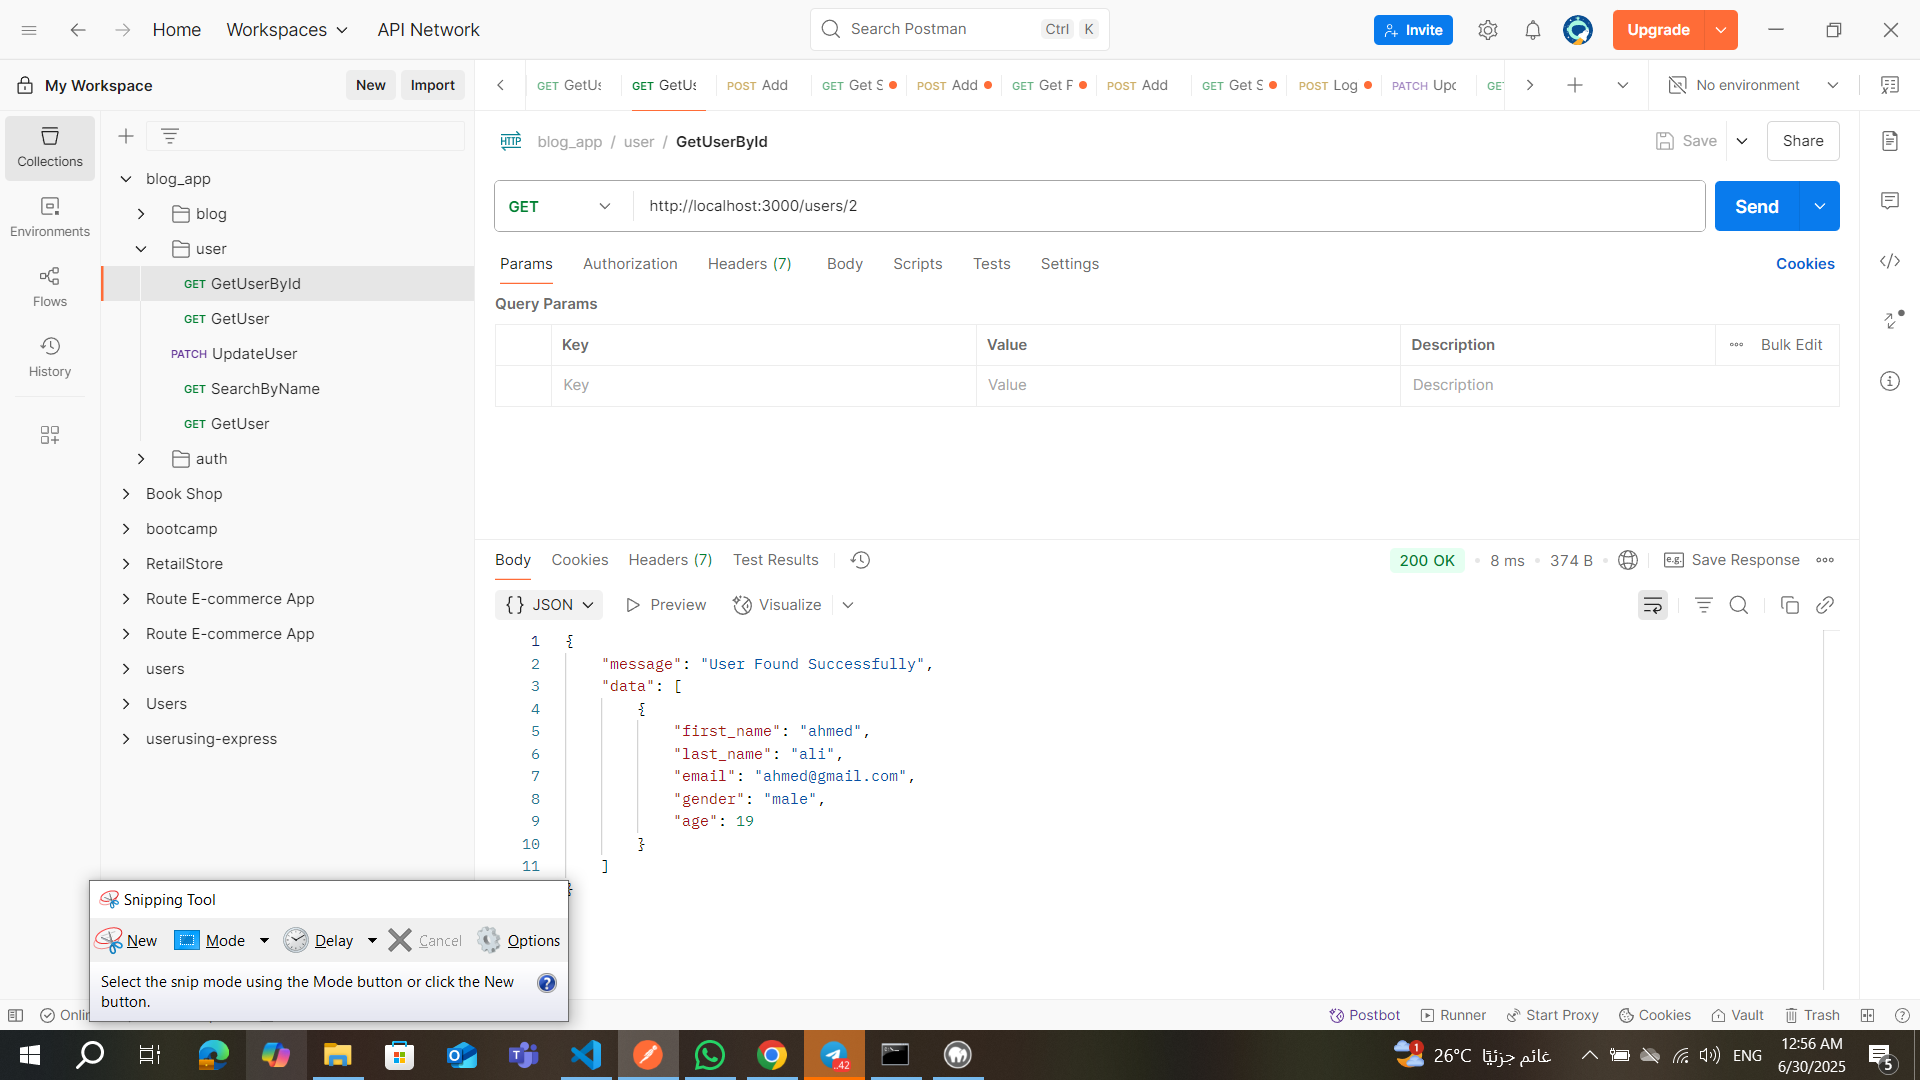 Home Workspaces API Network
Search Postman Ctrl K
Invite Upgrade
My Workspace New Import
GET GetUs GET GetUs POST Add GET Get S POST Add GET Get F POST Add GET Get S POST Log PATCH Upc GE No environment
Collections
Environments
Flows
History
blog_app
blog
user
GET GetUserById
GET GetUser
PATCH UpdateUser
GET SearchByName
GET GetUser
auth
Book Shop
bootcamp
RetailStore
Route E-commerce App
Route E-commerce App
users
Users
userusing-express
HTTP blog_app / user / GetUserById Save Share
GET http://localhost:3000/users/2 Send
Params Authorization Headers (7) Body Scripts Tests Settings Cookies
Query Params
Key Value Description Bulk Edit
Key Value Description
Body Cookies Headers (7) Test Results 200 OK 8 ms 374 B e.g. Save Response
{} JSON Preview Visualize
1 {
2 "message": "User Found Successfully",
3 "data": [
4 {
5 "first_name": "ahmed",
6 "last_name": "ali",
7 "email": "ahmed@gmail.com",
8 "gender": "male",
9 "age": 19
10 }
11 ]
}
Snipping Tool
New Mode Delay Cancel Options
Select the snip mode using the Mode button or click the New
button.
Onlin Postbot Runner Start Proxy Cookies Vault Trash
..42 1 26°C غائم جزئيًا ENG 12:56 AM
6/30/2025 5